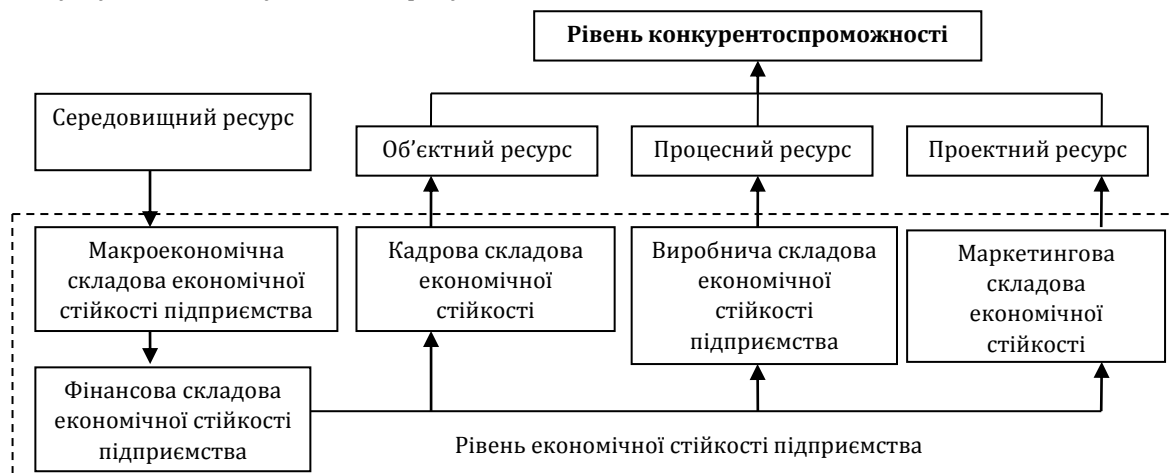 Рівень конкурентоспроможності
Середовищний ресурс
Об’єктний ресурс
Процесний ресурс
Проектний ресурс
Макроекономічна
складова економічної
стійкості підприємства
Кадрова складова
економічної
стійкості
Виробнича складова
економічної
стійкості
підприємства
Маркетингова
складова
економічної
стійкості
Фінансова складова
економічної стійкості
підприємства
Рівень економічної стійкості підприємства